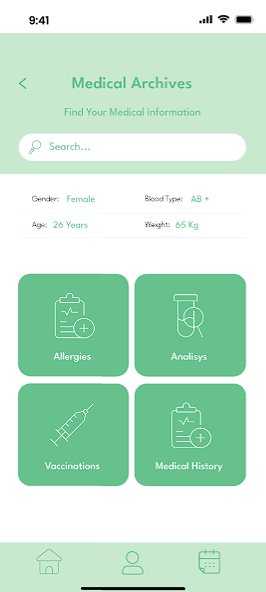 9:41
Medical Archives
Find Your Medical Information
Search...
Gender: Female Blood Type: AB +
Age: 26 Years Weight: 65 Kg
Allergies Analisys
Vaccinations Medical History